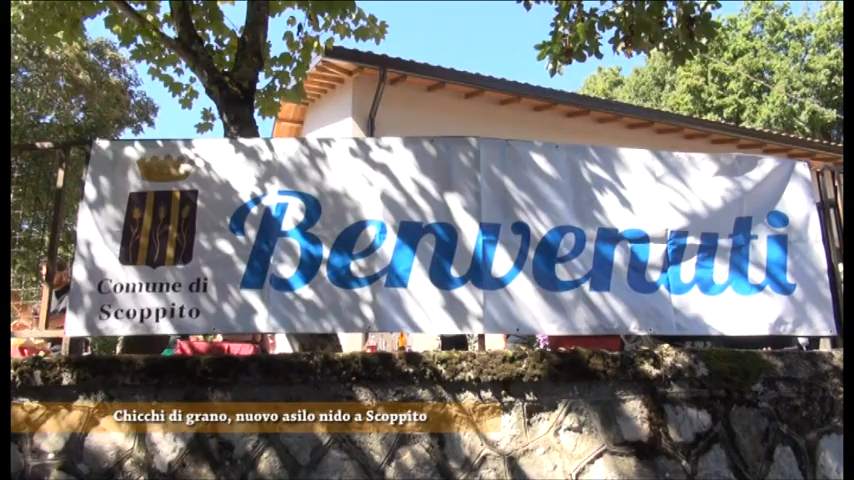 Benvenuti
Comune di
Scoppito
Chicchi di grano, nuovo asilo nido a Scoppito